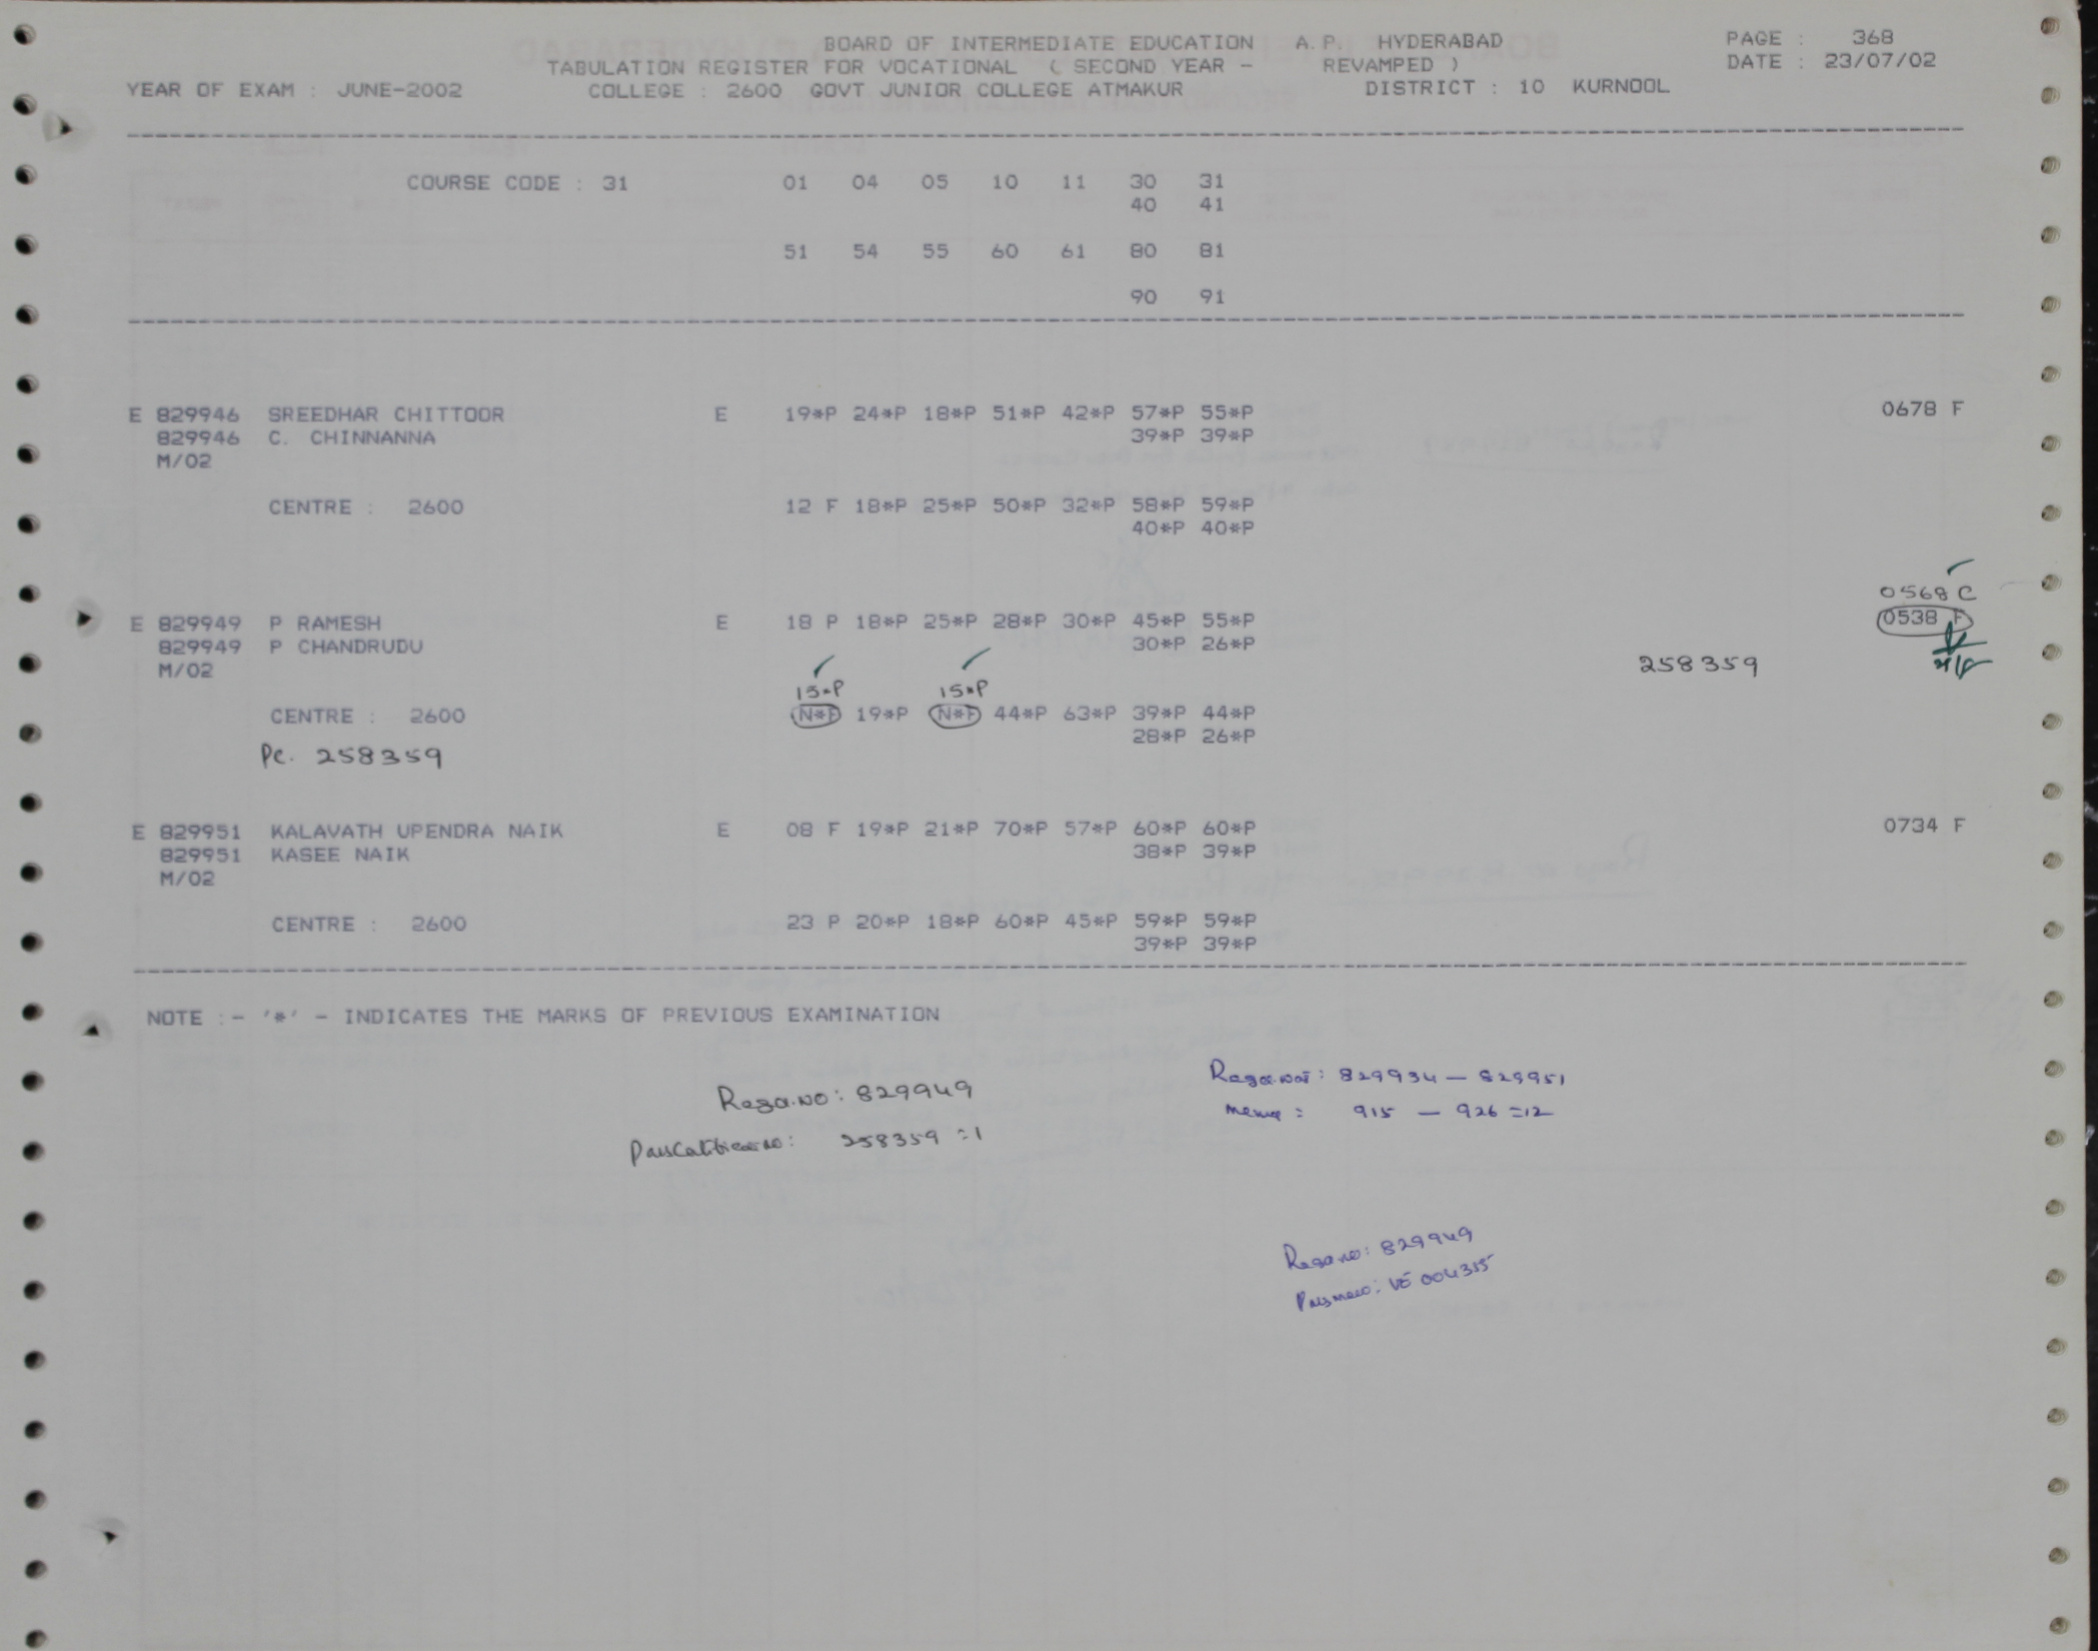 BOARD OF INTERMEDIATE EDUCATION A.P. HYDERABAD PAGE : 368
TABULATION REGISTER FOR VOCATIONAL ( SECOND YEAR - REVAMPED ) DATE : 23/07/02
YEAR OF EXAM : JUNE-2002 COLLEGE : 2600 GOVT JUNIOR COLLEGE ATMAKUR DISTRICT : 10 KURNOOL
COURSE CODE : 31 01 04 05 10 11 30 31
40 41
51 54 55 60 61 80 81
90 91
E 829946 SREEDHAR CHITTOOR E 19*P 24*P 18*P 51*P 42*P 57*P 55*P 0678 F
829946 C. CHINNANNA 39*P 39*P
M/02
CENTRE : 2600 12 F 18*P 25*P 50*P 32*P 58*P 59*P
40*P 40*P
0568 C
E 829949 P RAMESH E 18 P 18*P 25*P 28*P 30*P 45*P 55*P 0538 F
829949 P CHANDRUDU 30*P 26*P
M/02 258359
15*P 15*P
CENTRE : 2600 N*F 19*P N*F 44*P 63*P 39*P 44*P
28*P 26*P
PC. 258359
E 829951 KALAVATH UPENDRA NAIK E 08 F 19*P 21*P 70*P 57*P 60*P 60*P 0734 F
829951 KASEE NAIK 38*P 39*P
M/02
CENTRE : 2600 23 P 20*P 18*P 60*P 45*P 59*P 59*P
39*P 39*P
NOTE :- '*' - INDICATES THE MARKS OF PREVIOUS EXAMINATION
829934 — 829951
Regd.No: 829949
915 — 926 =12
258359 =1
829949
004315